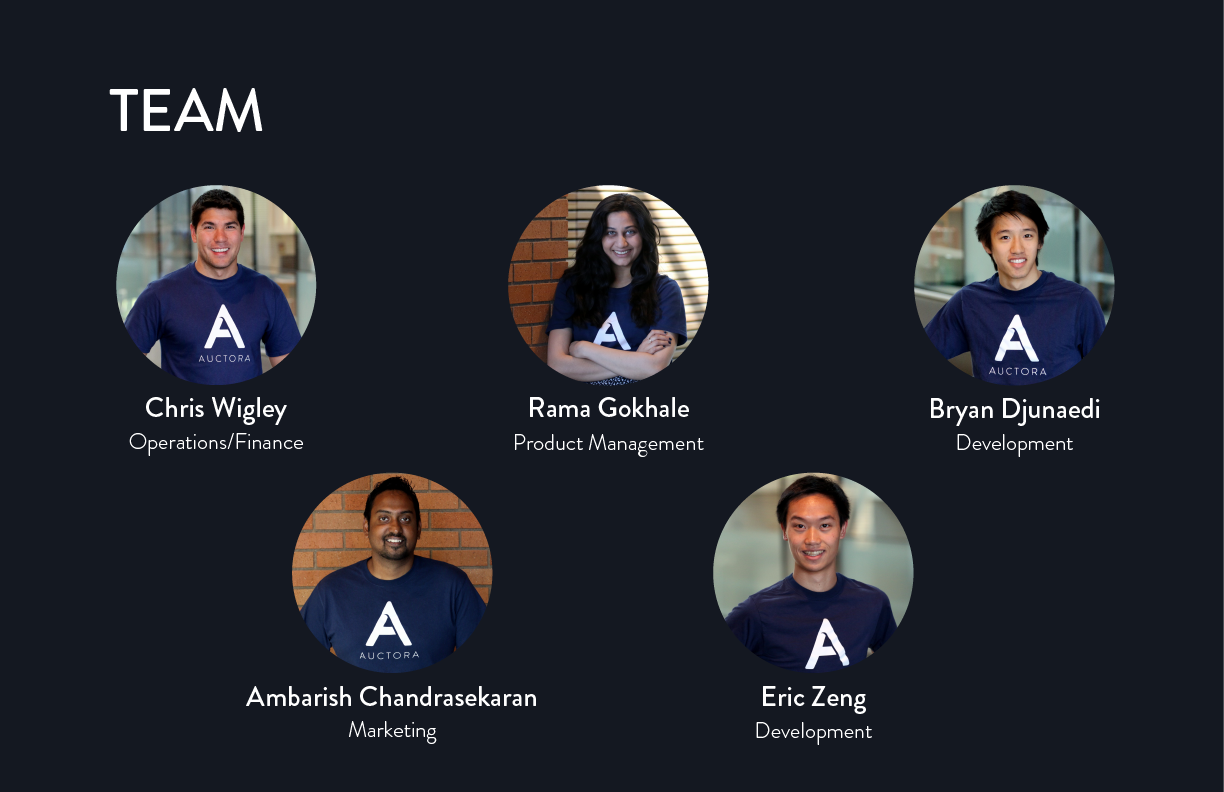 TEAM
AUCTORA
AUCTORA
Chris Wigley
Rama Gokhale
Bryan Djunaedi
Operations/Finance
Product Management
Development
AUCTORA
Ambarish Chandrasekaran
Eric Zeng
Marketing
Development